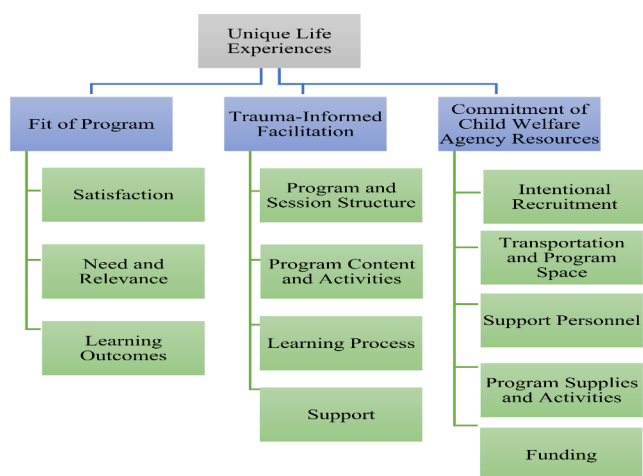 Unique Life
Experiences
Fit of Program
Satisfaction
Need and
Relevance
Learning
Outcomes
Trauma-Informed
Facilitation
Program and
Session Structure
Program Content
and Activities
Learning Process
Support
Commitment of
Child Welfare
Agency Resources
Intentional
Recruitment
Transportation
and Program
Space
Support Personnel
Program Supplies
and Activities
Funding